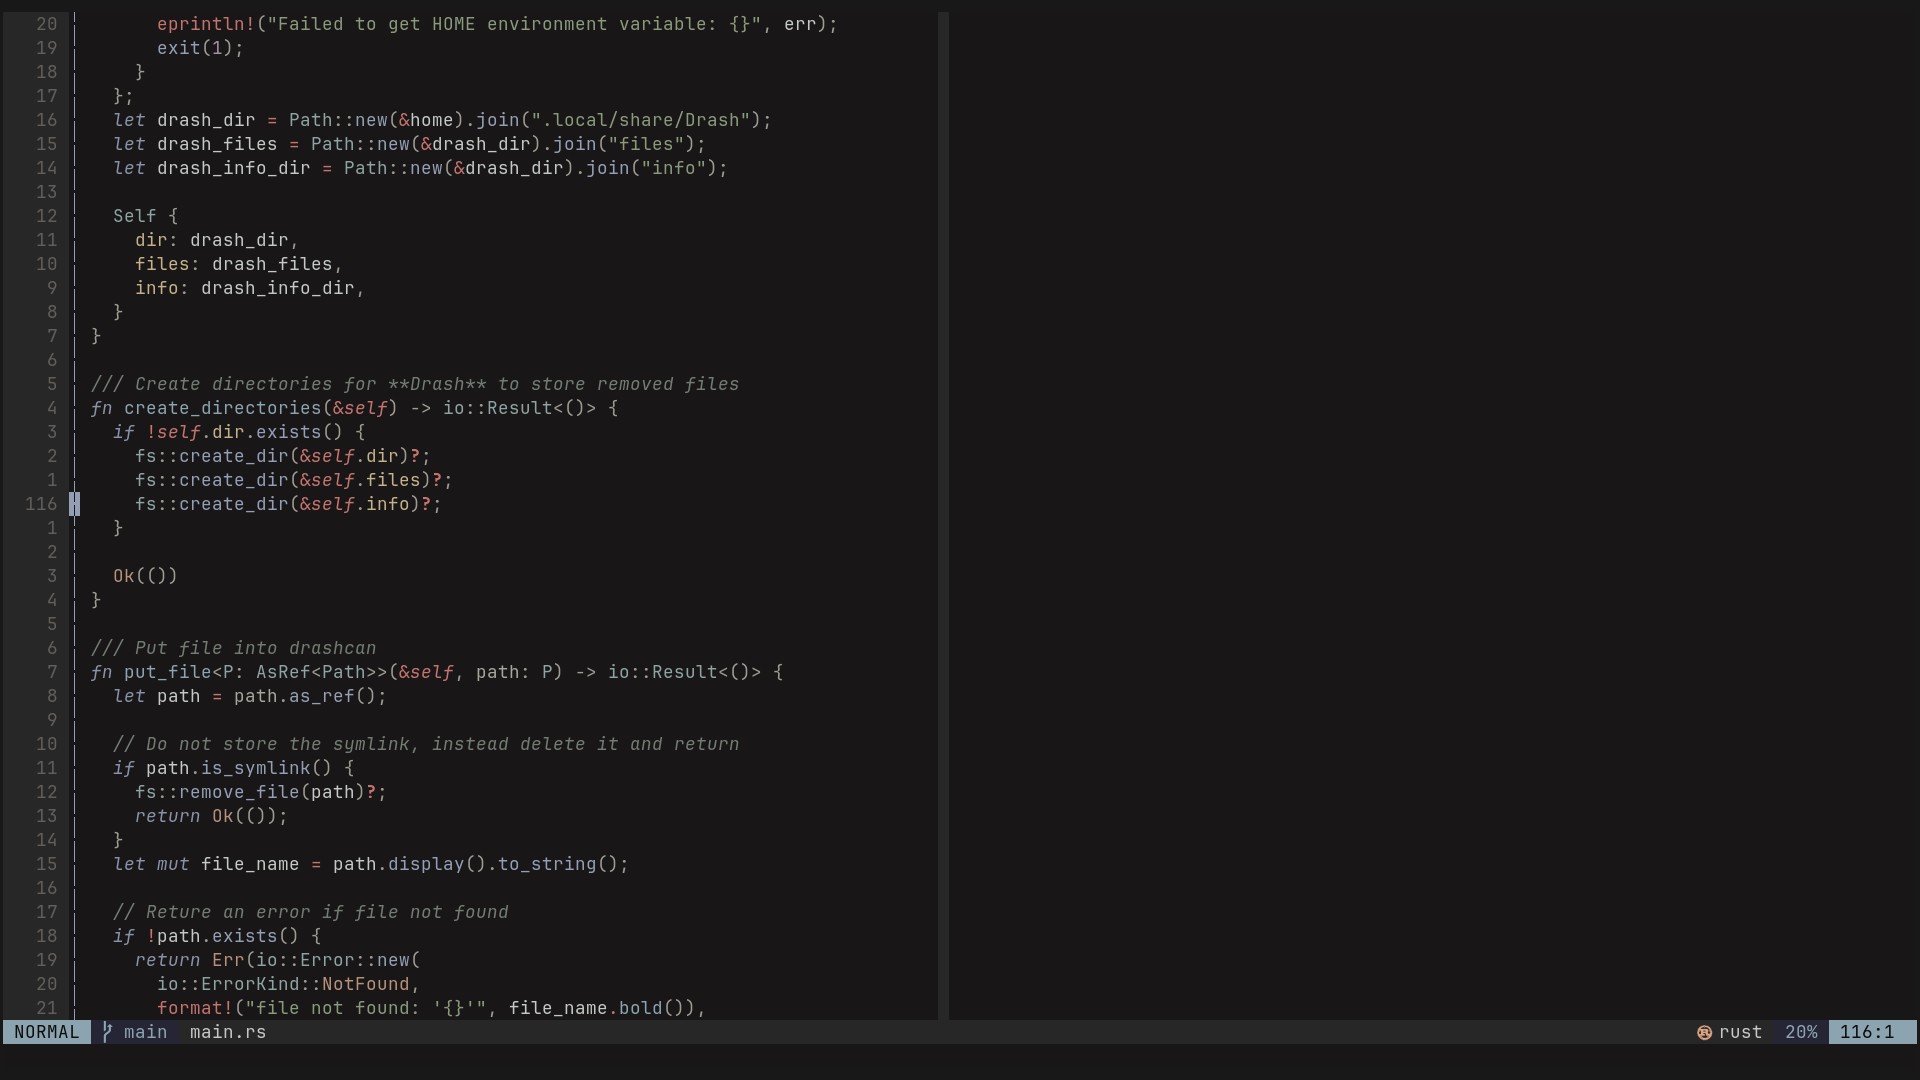 20 eprintln!("Failed to get HOME environment variable: {}", err);
19 exit(1);
18 }
17 };
16 let drash_dir = Path::new(&home).join(".local/share/Drash");
15 let drash_files = Path::new(&drash_dir).join("files");
14 let drash_info_dir = Path::new(&drash_dir).join("info");
13
12 Self {
11 dir: drash_dir,
10 files: drash_files,
9 info: drash_info_dir,
8 }
7 }
6
5 /// Create directories for **Drash** to store removed files
4 fn create_directories(&self) -> io::Result<()> {
3 if !self.dir.exists() {
2 fs::create_dir(&self.dir)?;
1 fs::create_dir(&self.files)?;
116 fs::create_dir(&self.info)?;
1 }
2
3 Ok(())
4 }
5
6 /// Put file into drashcan
7 fn put_file<P: AsRef<Path>>(&self, path: P) -> io::Result<()> {
8 let path = path.as_ref();
9
10 // Do not store the symlink, instead delete it and return
11 if path.is_symlink() {
12 fs::remove_file(path)?;
13 return Ok(());
14 }
15 let mut file_name = path.display().to_string();
16
17 // Reture an error if file not found
18 if !path.exists() {
19 return Err(io::Error::new(
20 io::ErrorKind::NotFound,
21 format!("file not found: '{}'", file_name.bold()),
NORMAL main main.rs rust 20% 116:1